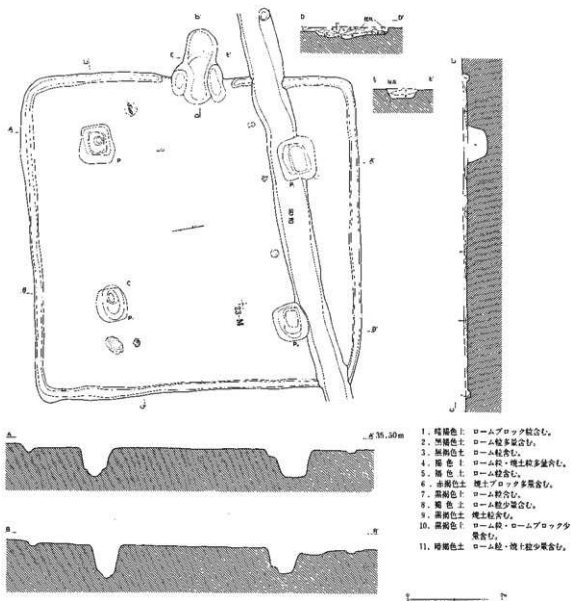 D D'
A
A'
B
D'
C
A A' 38.50m
B B'
1. 暗褐色土 ロームブロック粒含む。
2. 黒褐色土 ローム粒多量含む。
3. 黒褐色土 ローム粒含む。
4. 褐色土 ローム粒・焼土粒多量含む。
5. 褐色土 ローム粒含む。
6. 赤褐色土 焼土ブロック多量含む。
7. 黒褐色土 ローム粒含む。
8. 褐色土 ローム粒少量含む。
9. 黒褐色土 焼土粒含む。
10. 黒褐色土 ローム粒・ロームブロック少
量含む。
11. 暗褐色土 ローム粒・焼土粒少量含む。